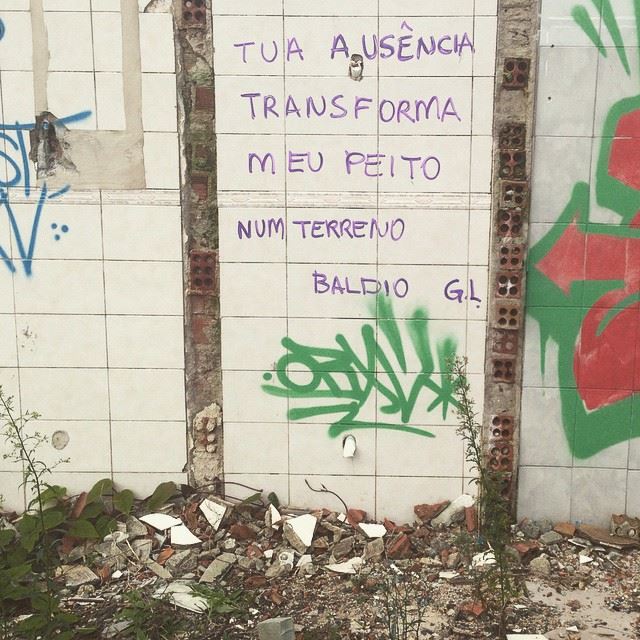 TUA AUSÊNCIA
TRANSFORMA
MEU PEITO
NUM TERRENO
BALDIO G.L